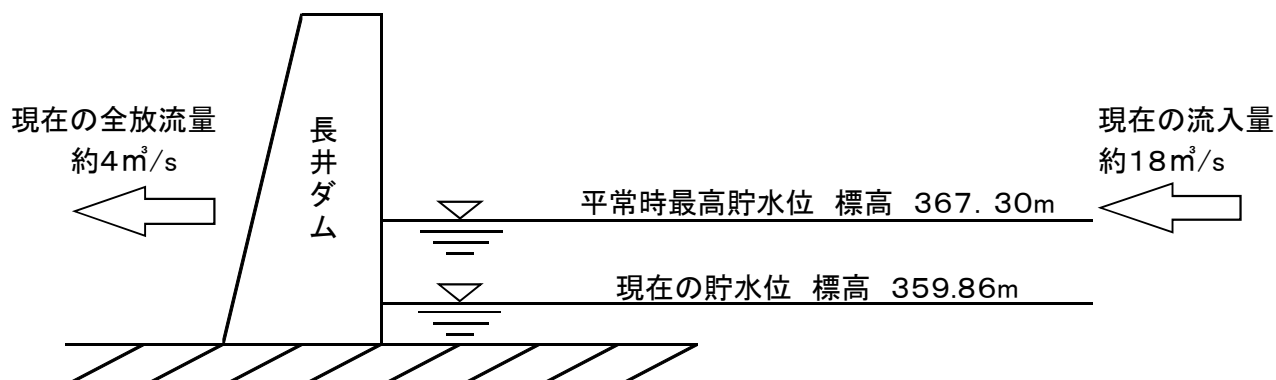 現在の全放流量
約4㎥/s
長井ダム
平常時最高貯水位 標高 367. 30m
現在の貯水位 標高 359.86m
現在の流入量
約18㎥/s